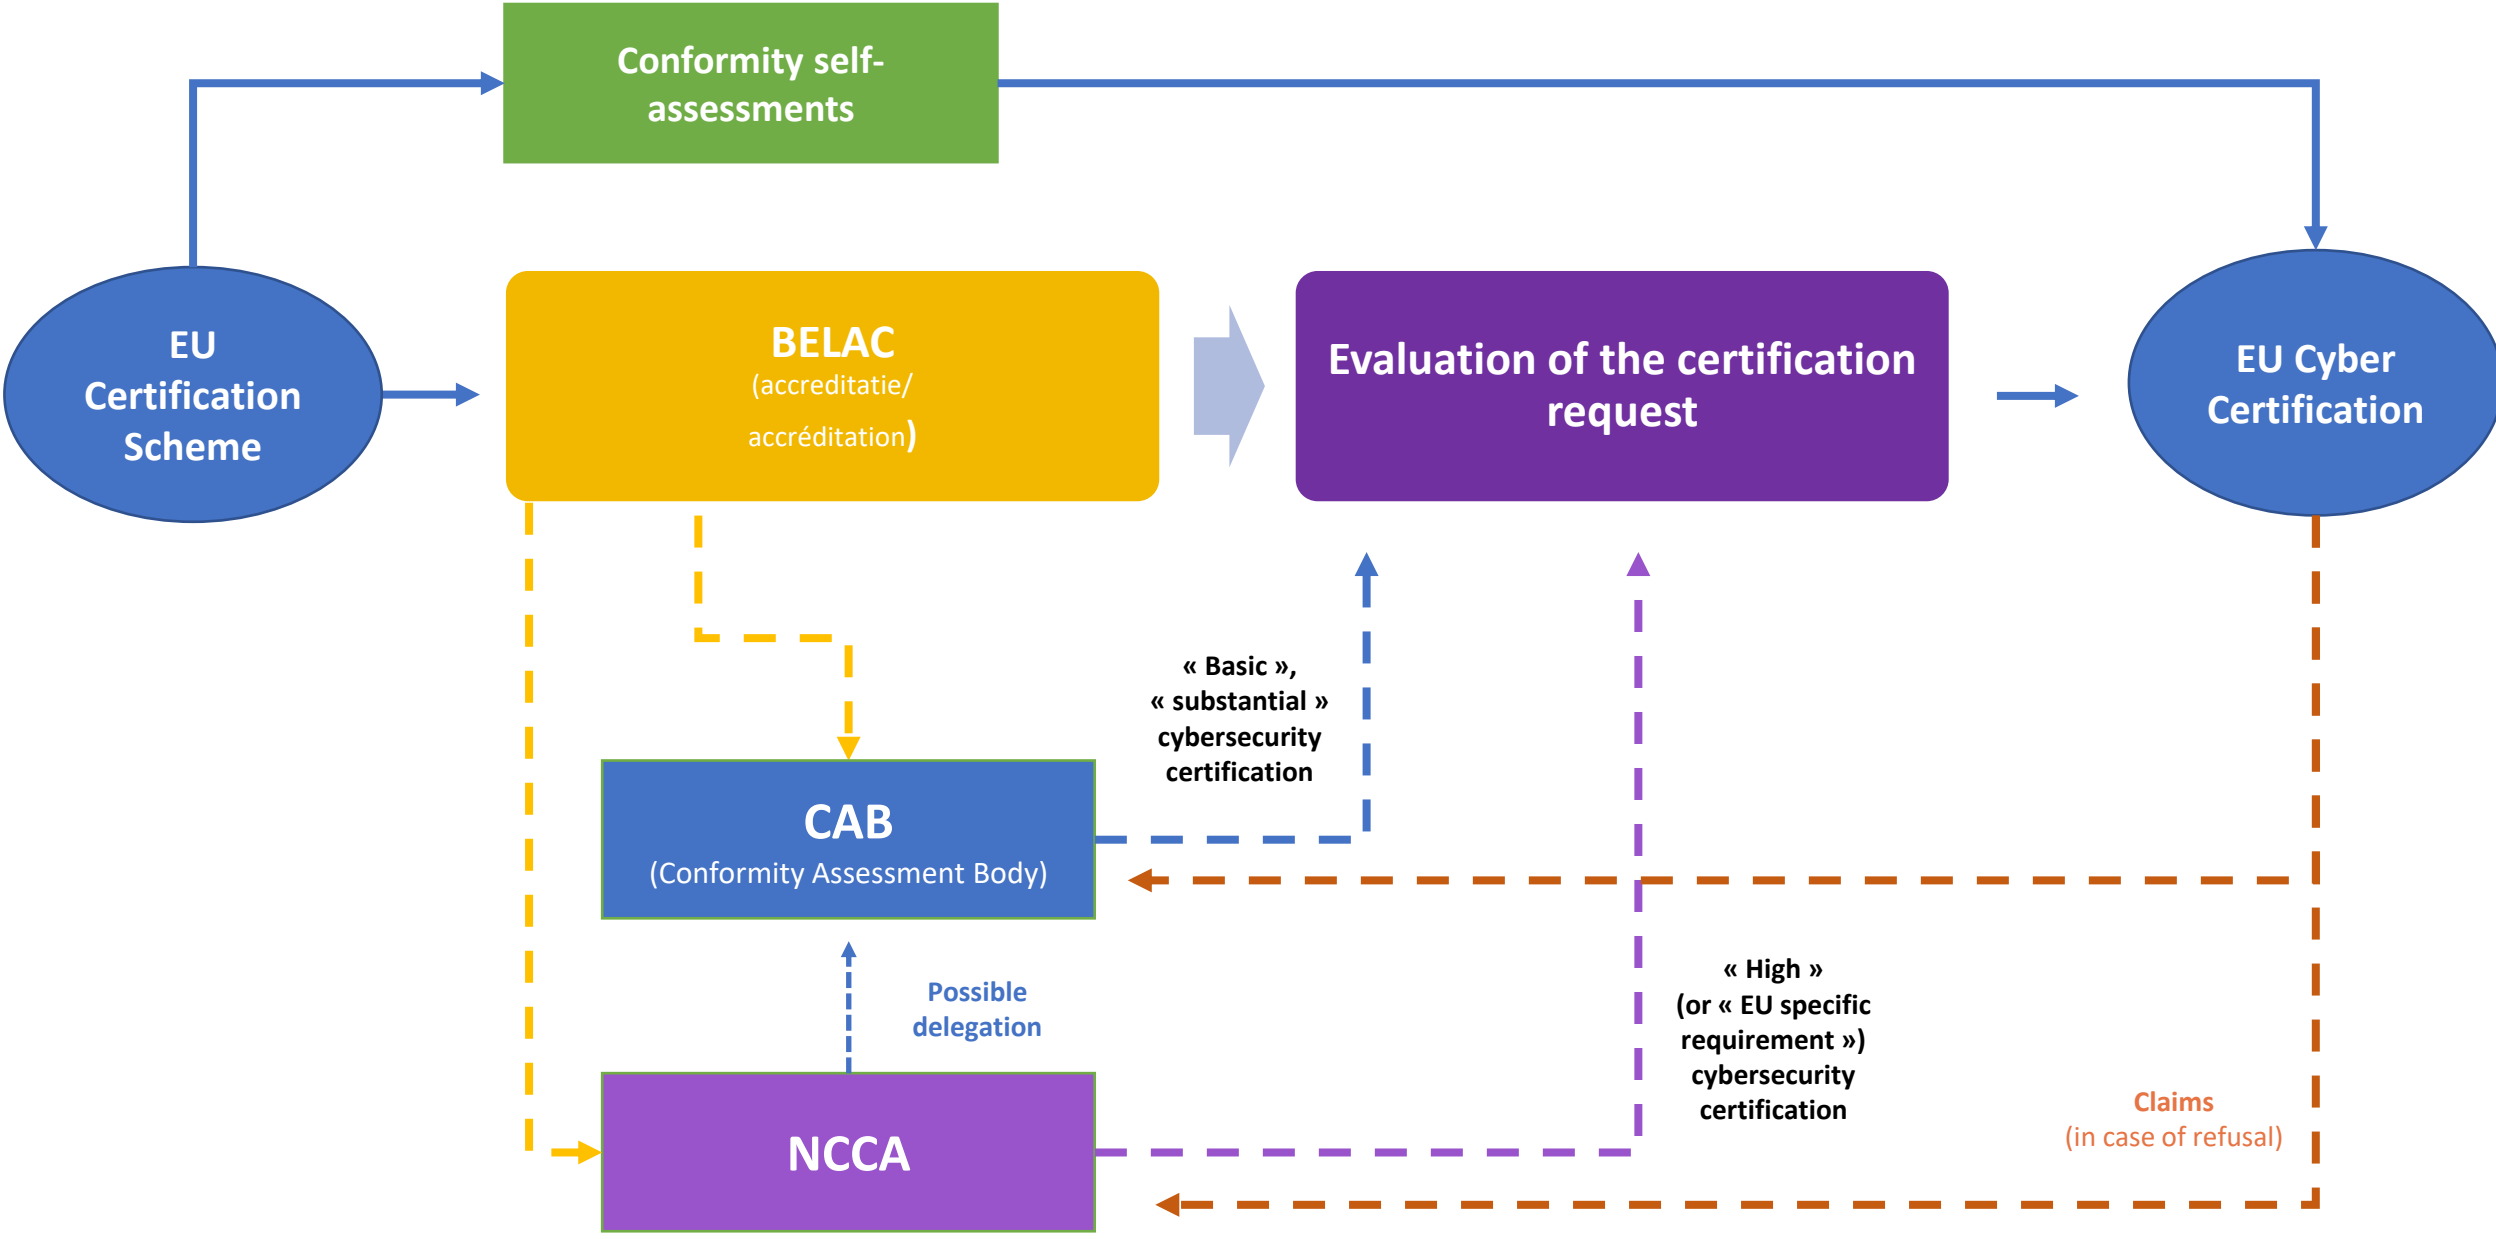 Conformity self-
assessments
EU
Certification
Scheme
BELAC
(accreditatie/
accréditation)
Evaluation of the certification
request
EU Cyber
Certification
« Basic »,
« substantial »
cybersecurity
certification
CAB
(Conformity Assessment Body)
Possible
delegation
« High »
(or « EU specific
requirement »)
cybersecurity
certification
Claims
(in case of refusal)
NCCA